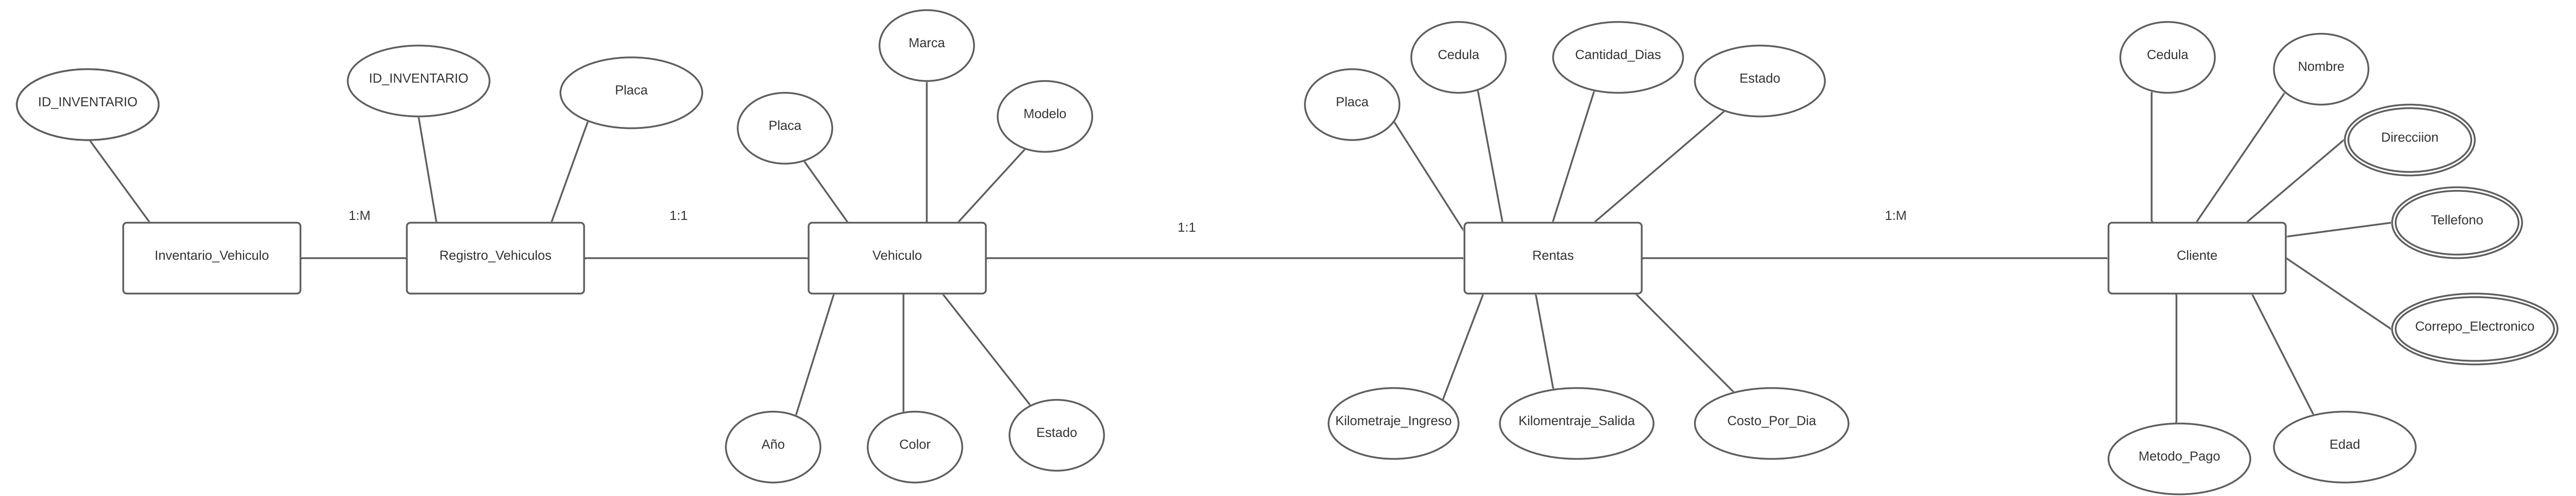 Marca
Cedula
Cantidad_Dias
Cedula
Nombre
ID_INVENTARIO
ID_INVENTARIO
Placa
Placa
Modelo
Placa
Estado
Direcciion
1:M
1:1
1:1
1:M
Tellefono
Inventario_Vehiculo
Registro_Vehiculos
Vehiculo
Rentas
Cliente
Correpo_Electronico
Año
Color
Estado
Kilometraje_Ingreso
Kilomentraje_Salida
Costo_Por_Dia
Metodo_Pago
Edad